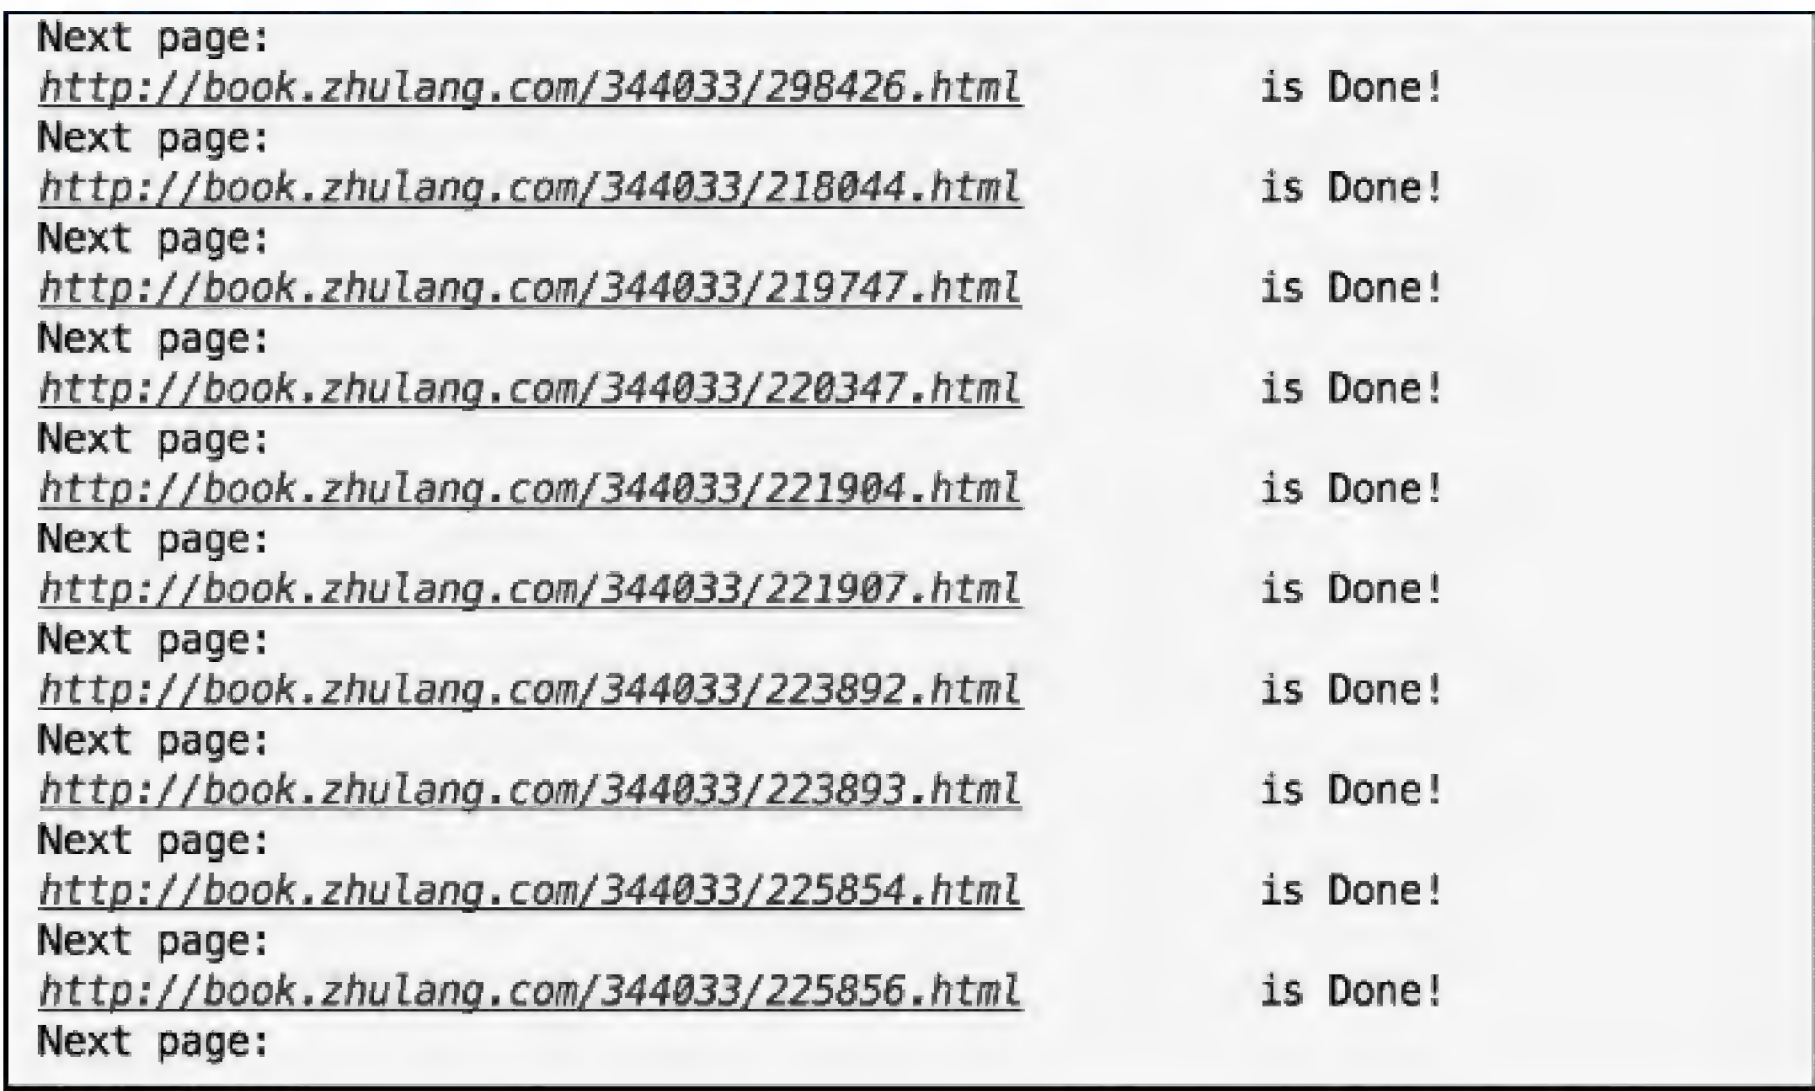 Next page:
http://book.zhulang.com/344033/298426.html is Done!
Next page:
http://book.zhulang.com/344033/218044.html is Done!
Next page:
http://book.zhulang.com/344033/219747.html is Done!
Next page:
http://book.zhulang.com/344033/220347.html is Done!
Next page:
http://book.zhulang.com/344033/221904.html is Done!
Next page:
http://book.zhulang.com/344033/221907.html is Done!
Next page:
http://book.zhulang.com/344033/223892.html is Done!
Next page:
http://book.zhulang.com/344033/223893.html is Done!
Next page:
http://book.zhulang.com/344033/225854.html is Done!
Next page:
http://book.zhulang.com/344033/225856.html is Done!
Next page: